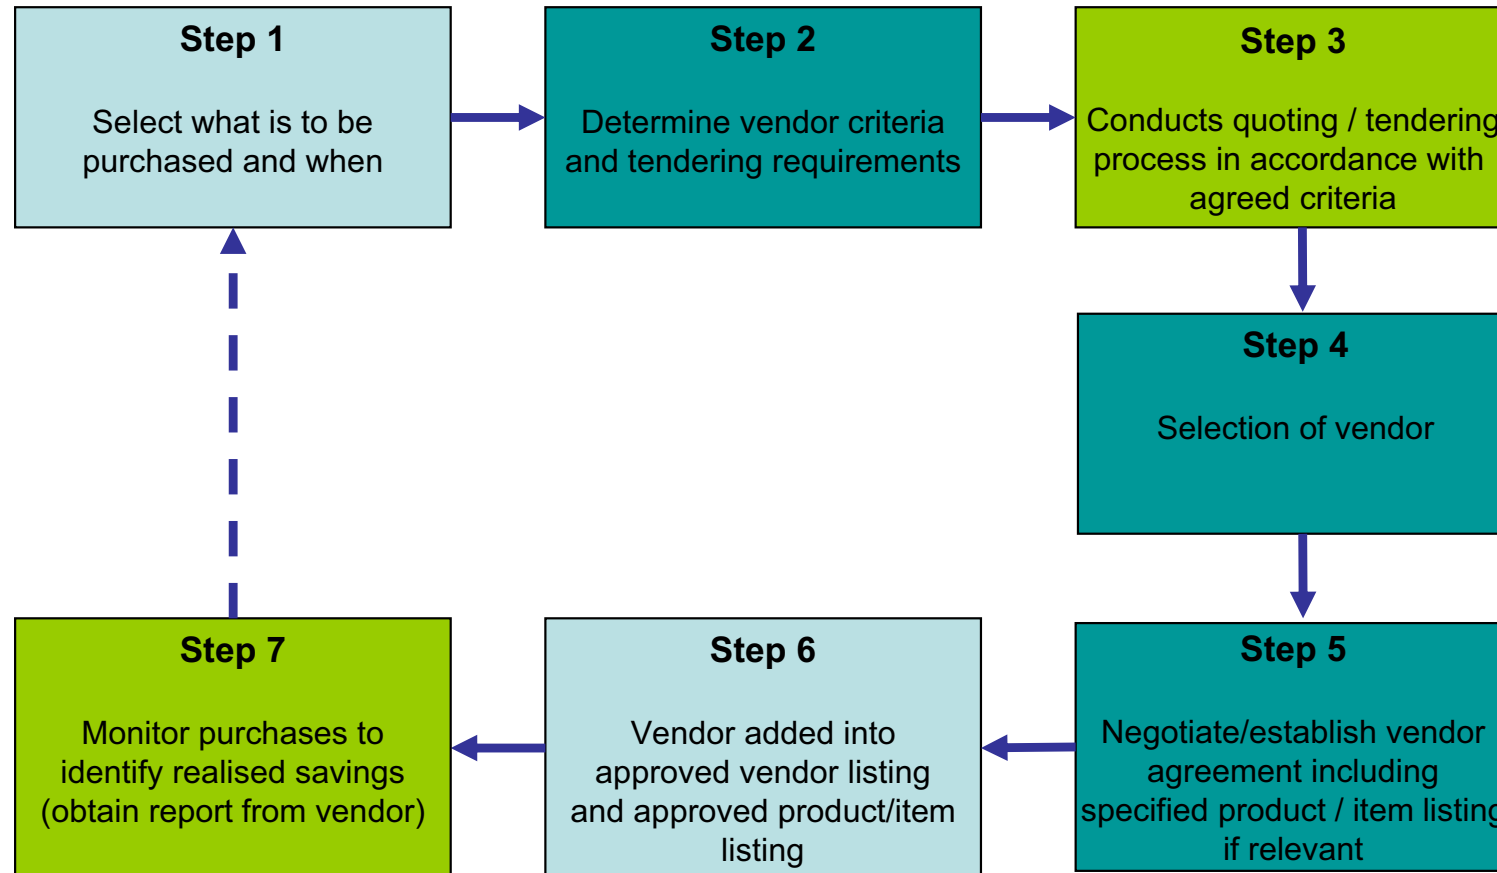 Step 1
Select what is to be
purchased and when
Step 2
Determine vendor criteria
and tendering requirements
Step 3
Conducts quoting / tendering
process in accordance with
agreed criteria
Step 4
Selection of vendor
Step 5
Negotiate/establish vendor
agreement including
specified product / item listing
if relevant
Step 6
Vendor added into
approved vendor listing
and approved product/item
listing
Step 7
Monitor purchases to
identify realised savings
(obtain report from vendor)